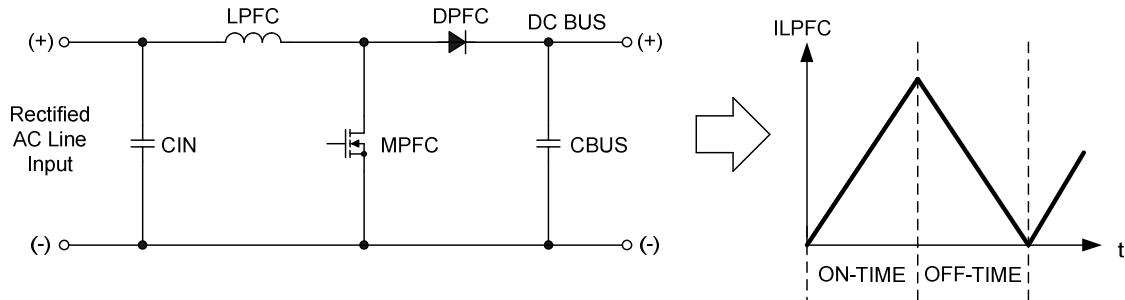 LPFC
DPFC
DC BUS
(+)
(+)
Rectified
AC Line
Input
CIN
MPFC
CBUS
(-)
(-)
ILPFC
t
ON-TIME
OFF-TIME